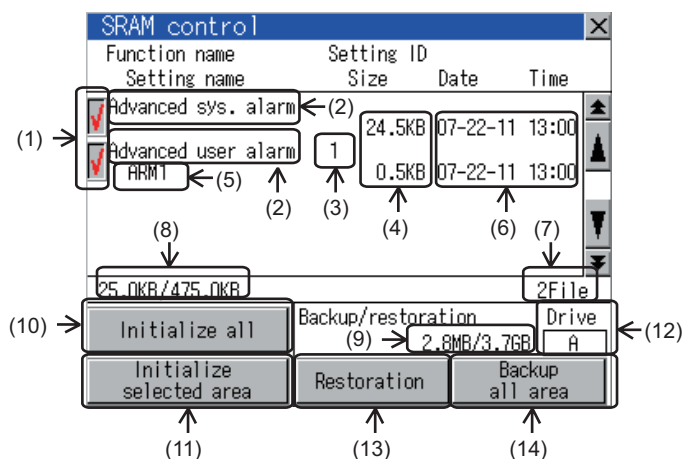 SRAM control
Function name Setting ID
Setting name Size Date Time
Advanced sys. alarm (2)
24.5KB 07-22-11 13:00
(1)
Advanced user alarm 1
ARM1 (5) 0.5KB 07-22-11 13:00
(2) (3) (4) (6)
(8) (7)
25.0KB/475.0KB 2File
(10) Initialize all Backup/restoration Drive (12)
(9) 2.8MB/3.7GB A
Initialize selected area Restoration Backup all area
(11) (13) (14)